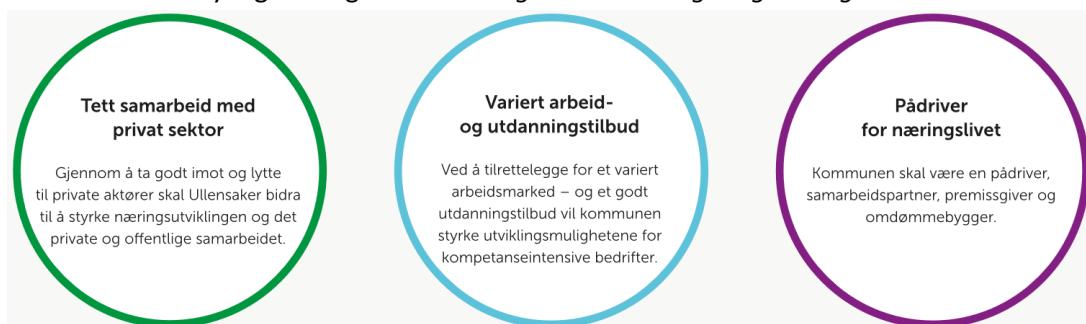 Tett samarbeid med
privat sektor
Gjennom å ta godt imot og lytte
til private aktører skal Ullensaker bidra
til å styrke næringsutviklingen og det
private og offentlige samarbeidet.
Variert arbeid-
og utdanningstilbud
Ved å tilrettelegge for et variert
arbeidsmarked – og et godt
utdanningstilbud vil kommunen
styrke utviklingsmulighetene for
kompetanseintensive bedrifter.
Pådriver
for næringslivet
Kommunen skal være en pådriver,
samarbeidspartner, premissgiver og
omdømmebygger.